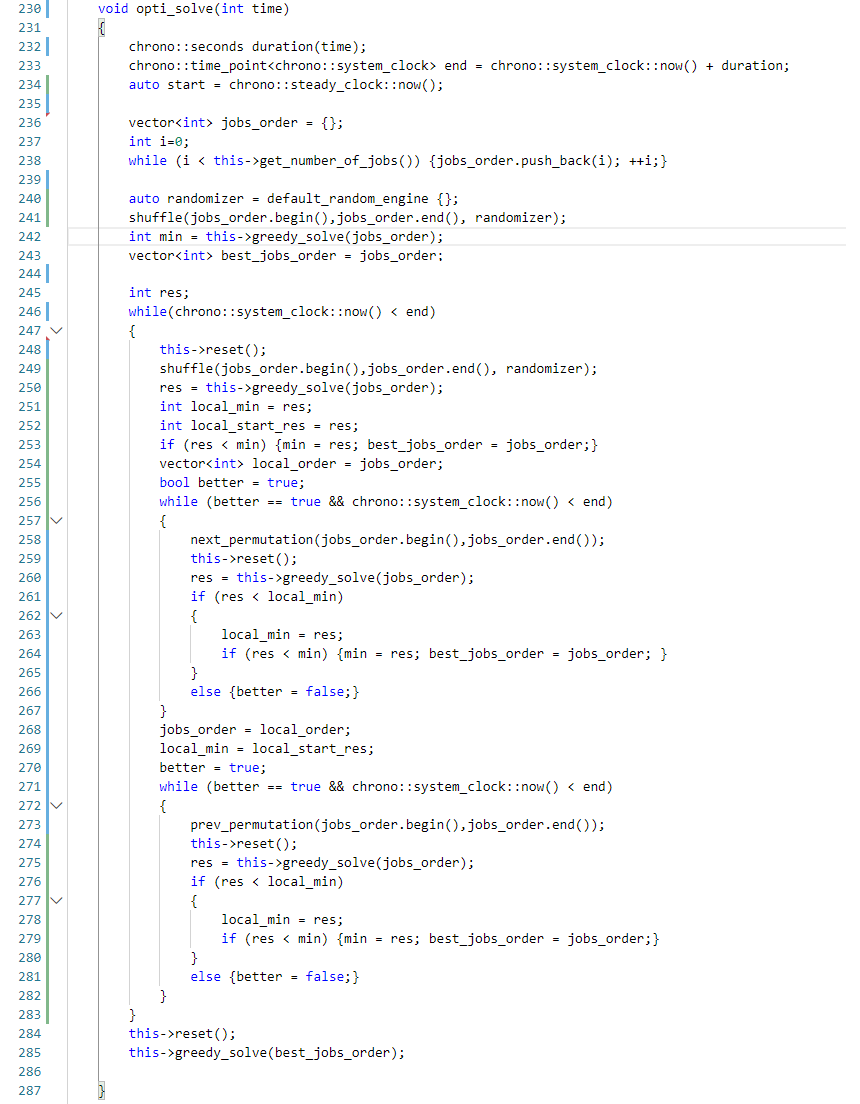 230 void opti_solve(int time)
231 {
232 chrono::seconds duration(time);
233 chrono::time_point<chrono::system_clock> end = chrono::system_clock::now() + duration;
234 auto start = chrono::steady_clock::now();
235
236 vector<int> jobs_order = {};
237 int i=0;
238 while (i < this->get_number_of_jobs()) {jobs_order.push_back(i); ++i;}
239
240 auto randomizer = default_random_engine {};
241 shuffle(jobs_order.begin(),jobs_order.end(), randomizer);
242 int min = this->greedy_solve(jobs_order);
243 vector<int> best_jobs_order = jobs_order;
244
245 int res;
246 while(chrono::system_clock::now() < end)
247 {
248 this->reset();
249 shuffle(jobs_order.begin(),jobs_order.end(), randomizer);
250 res = this->greedy_solve(jobs_order);
251 int local_min = res;
252 int local_start_res = res;
253 if (res < min) {min = res; best_jobs_order = jobs_order;}
254 vector<int> local_order = jobs_order;
255 bool better = true;
256 while (better == true && chrono::system_clock::now() < end)
257 {
258 next_permutation(jobs_order.begin(),jobs_order.end());
259 this->reset();
260 res = this->greedy_solve(jobs_order);
261 if (res < local_min)
262 {
263 local_min = res;
264 if (res < min) {min = res; best_jobs_order = jobs_order; }
265 }
266 else {better = false;}
267 }
268 jobs_order = local_order;
269 local_min = local_start_res;
270 better = true;
271 while (better == true && chrono::system_clock::now() < end)
272 {
273 prev_permutation(jobs_order.begin(),jobs_order.end());
274 this->reset();
275 res = this->greedy_solve(jobs_order);
276 if (res < local_min)
277 {
278 local_min = res;
279 if (res < min) {min = res; best_jobs_order = jobs_order;}
280 }
281 else {better = false;}
282 }
283 }
284 this->reset();
285 this->greedy_solve(best_jobs_order);
286
287 }